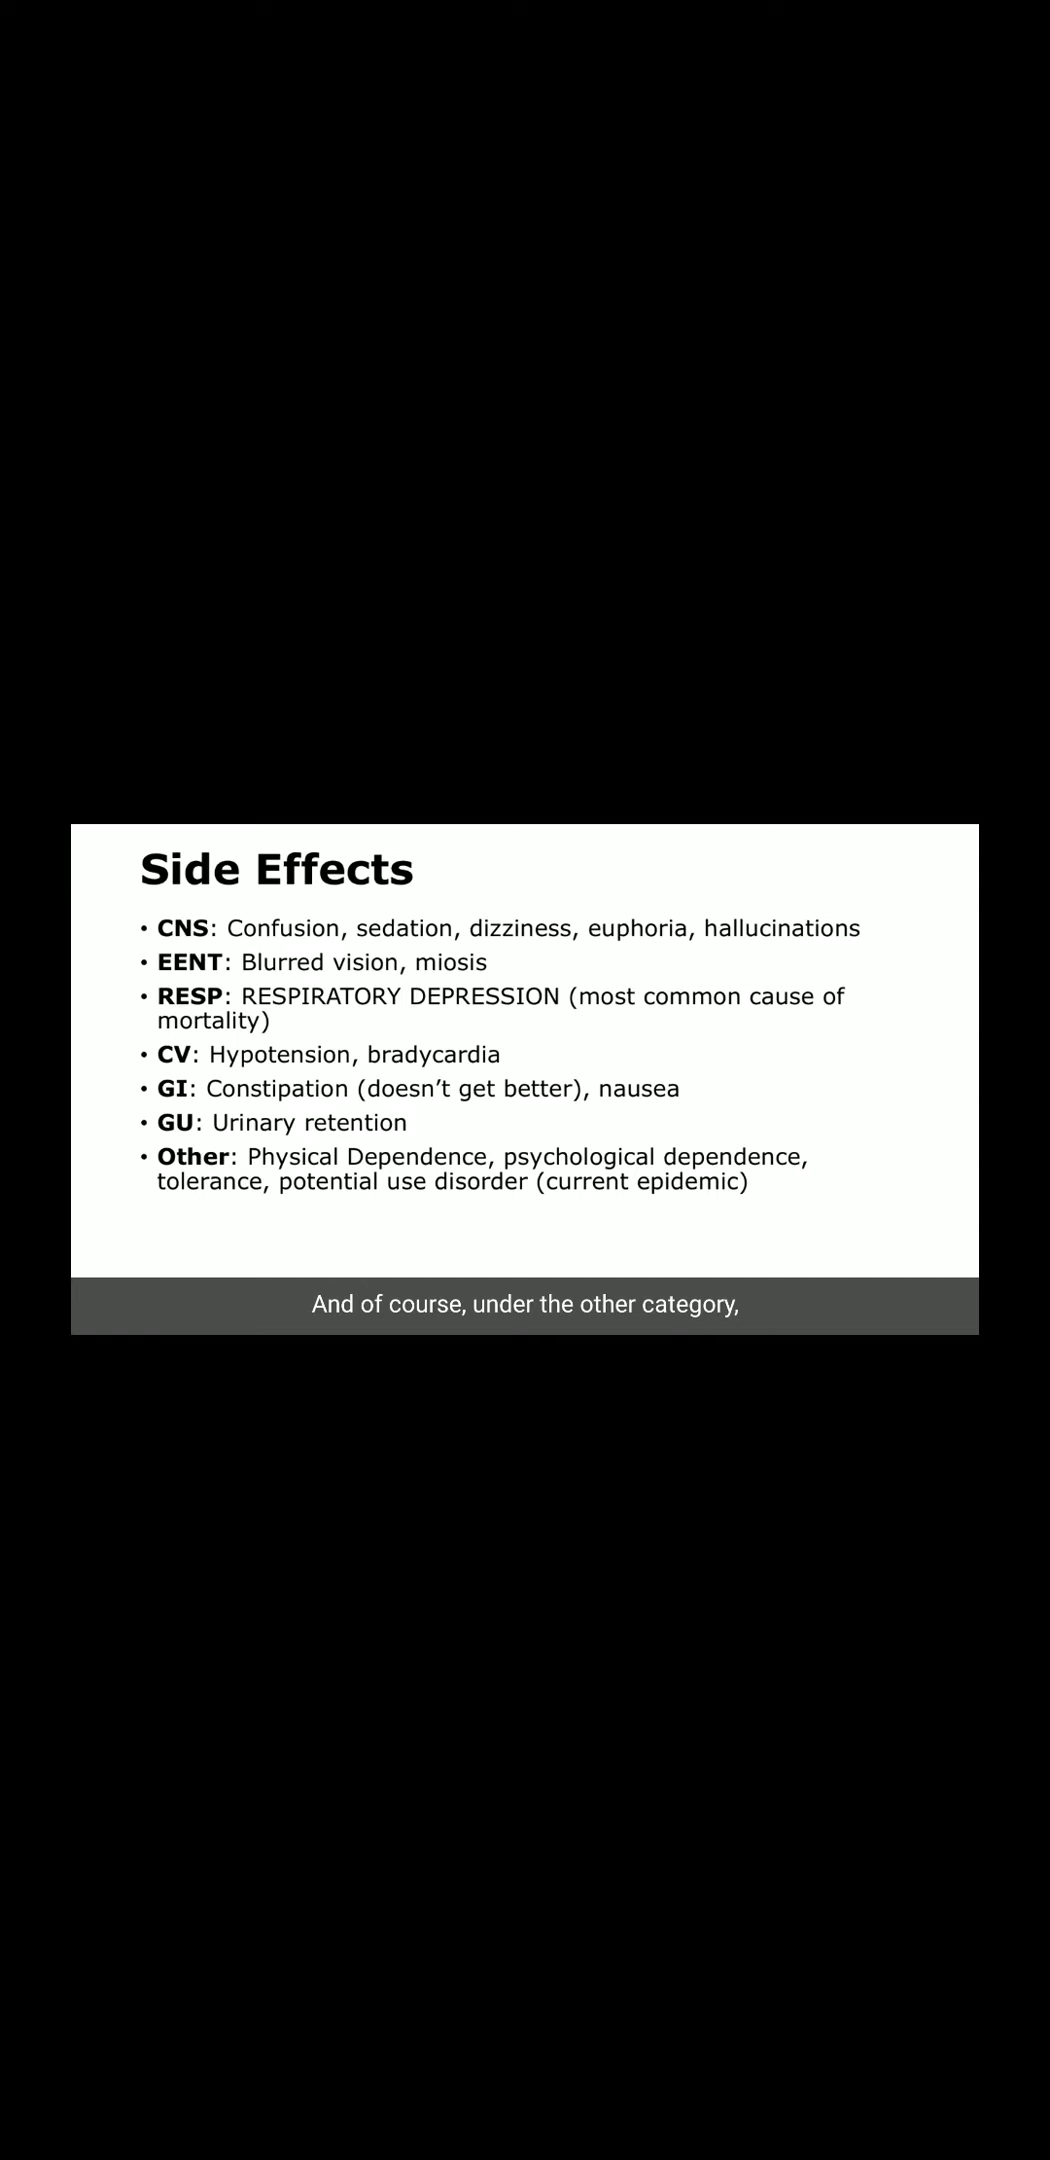 Side Effects
• CNS: Confusion, sedation, dizziness, euphoria, hallucinations
• EENT: Blurred vision, miosis
• RESP: RESPIRATORY DEPRESSION (most common cause of
mortality)
• CV: Hypotension, bradycardia
• GI: Constipation (doesn’t get better), nausea
• GU: Urinary retention
• Other: Physical Dependence, psychological dependence,
tolerance, potential use disorder (current epidemic)
And of course, under the other category,